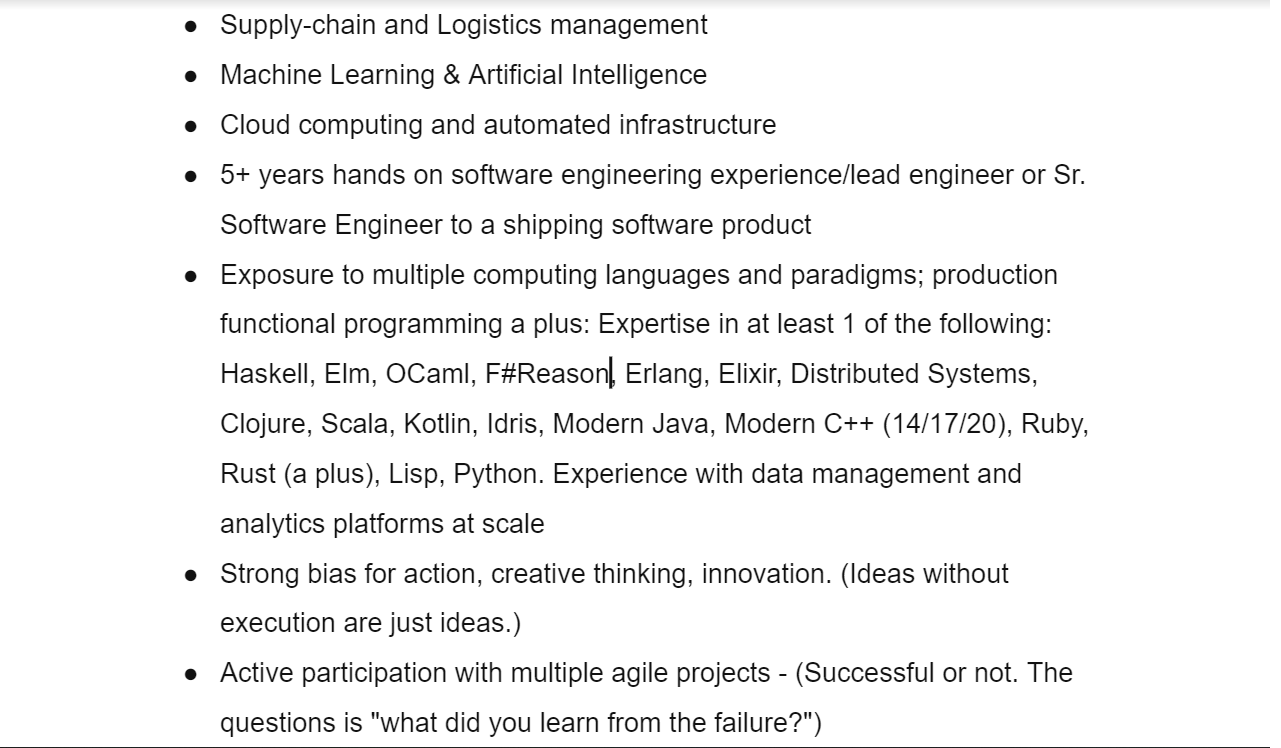 ● Supply-chain and Logistics management
● Machine Learning & Artificial Intelligence
● Cloud computing and automated infrastructure
● 5+ years hands on software engineering experience/lead engineer or Sr.
Software Engineer to a shipping software product
● Exposure to multiple computing languages and paradigms; production
functional programming a plus: Expertise in at least 1 of the following:
Haskell, Elm, OCaml, F#Reason, Erlang, Elixir, Distributed Systems,
Clojure, Scala, Kotlin, Idris, Modern Java, Modern C++ (14/17/20), Ruby,
Rust (a plus), Lisp, Python. Experience with data management and
analytics platforms at scale
● Strong bias for action, creative thinking, innovation. (Ideas without
execution are just ideas.)
● Active participation with multiple agile projects - (Successful or not. The
questions is "what did you learn from the failure?")